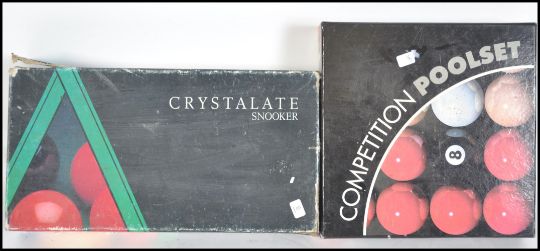 CRYSTALATE
SNOOKER
COMPETITION POOLSET
8